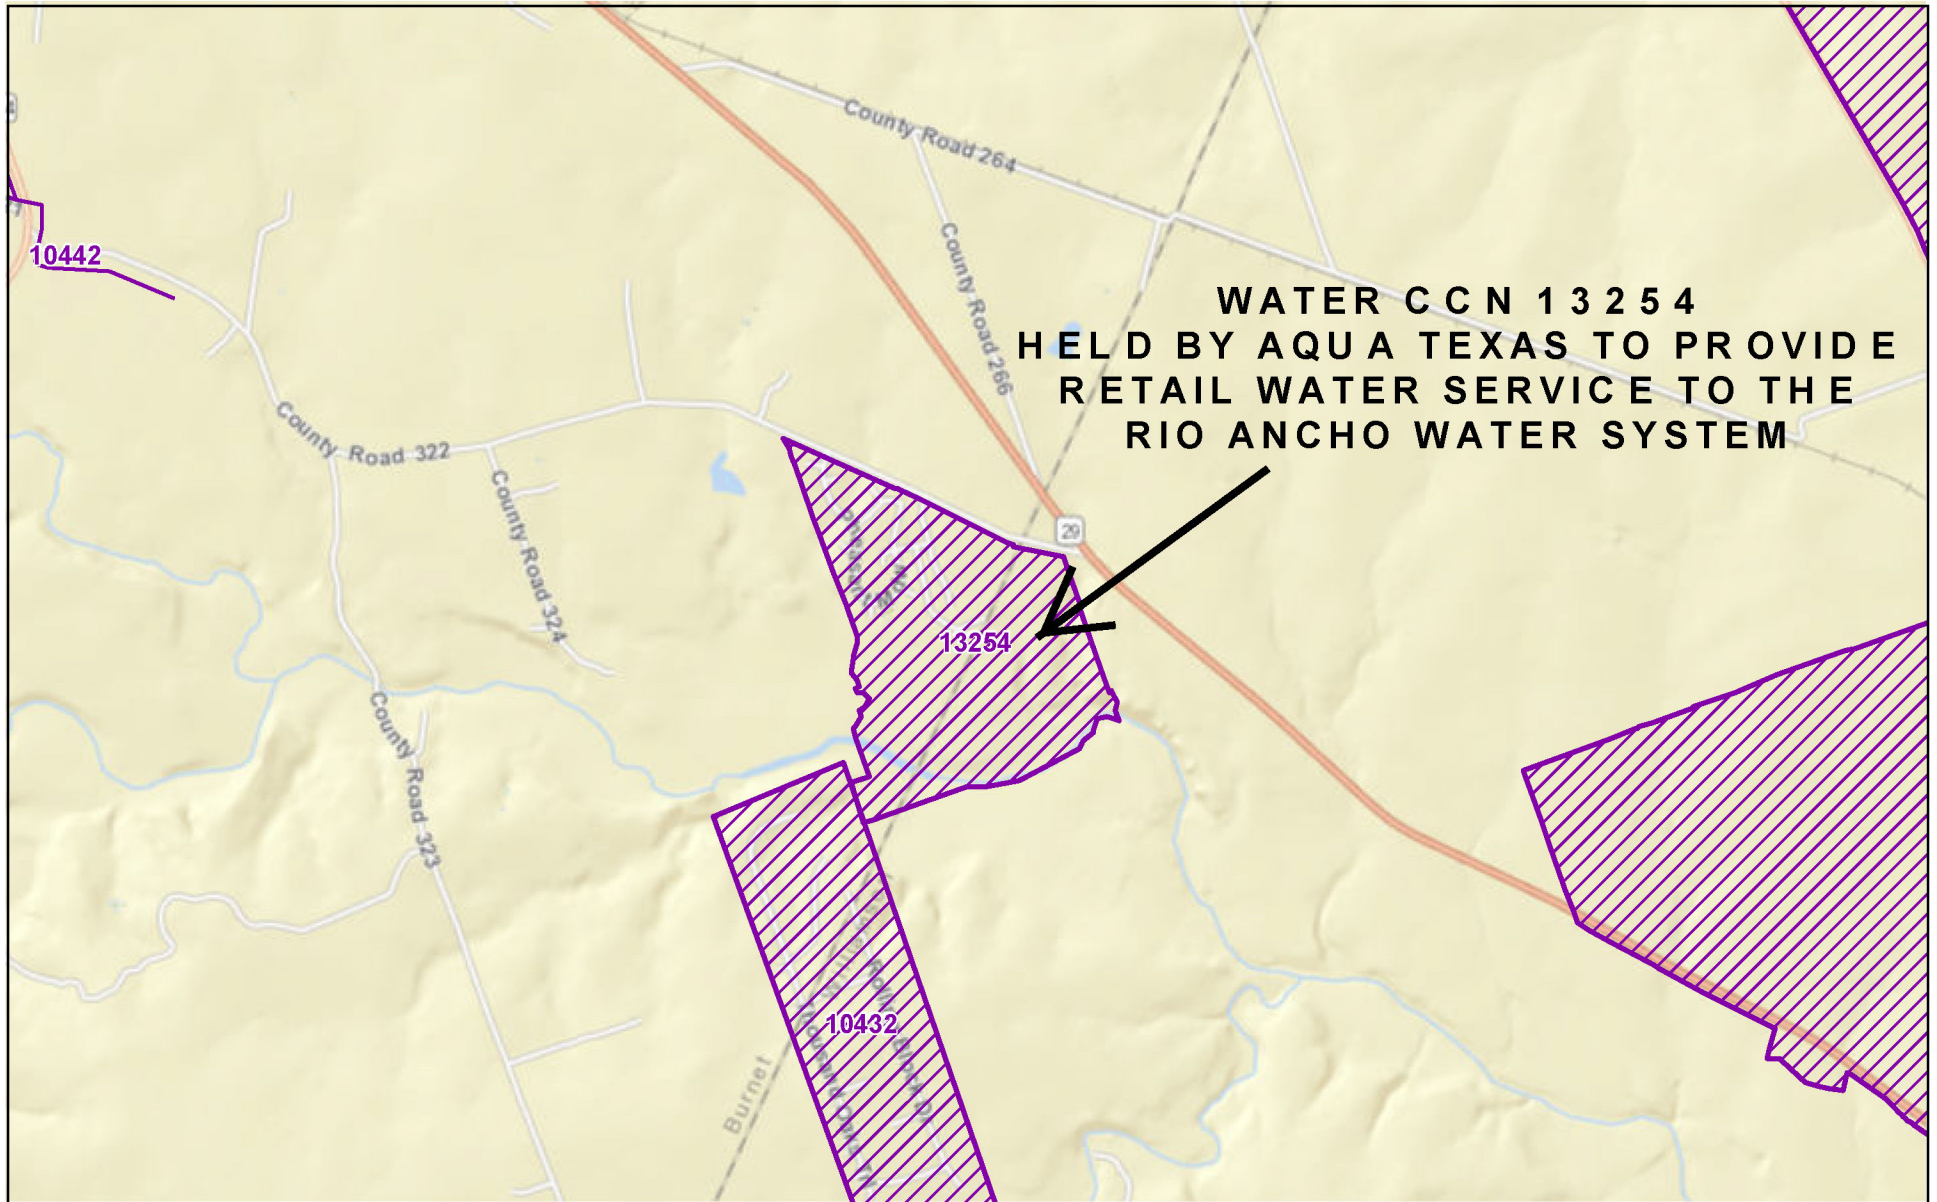 County Road 264
County Road 266
10442
WATER CCN 13254
HELD BY AQUA TEXAS TO PROVIDE
RETAIL WATER SERVICE TO THE
RIO ANCHO WATER SYSTEM
County Road 322
County Road 324
29
13254
County Road 323
10432
Burnet